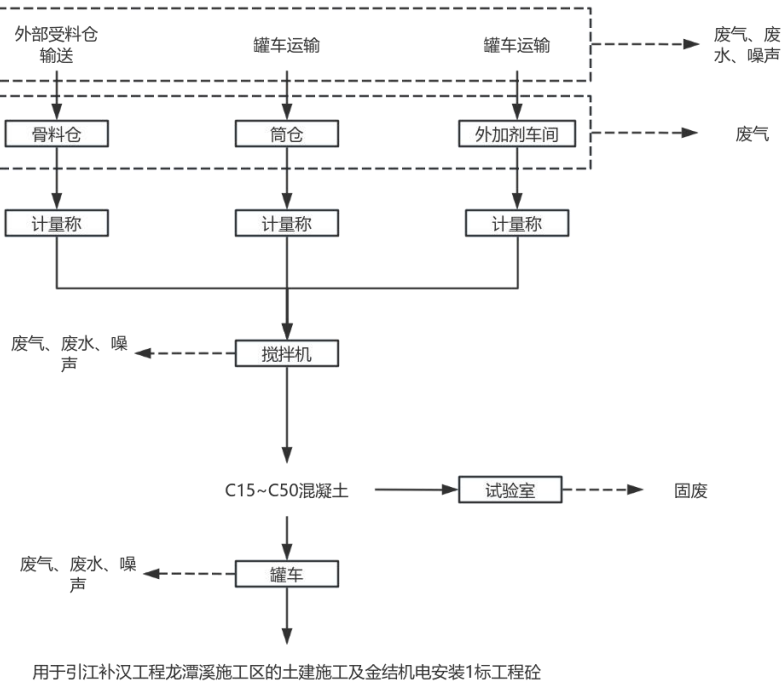 外部受料仓
输送
罐车运输
罐车运输
废气、废
水、噪声
骨料仓
筒仓
外加剂车间
废气
计量称
计量称
计量称
废气、废水、噪
声
搅拌机
C15~C50混凝土
试验室
固废
废气、废水、噪
声
罐车
用于引江补汉工程龙潭溪施工区的土建施工及金结机电安装1标工程砼